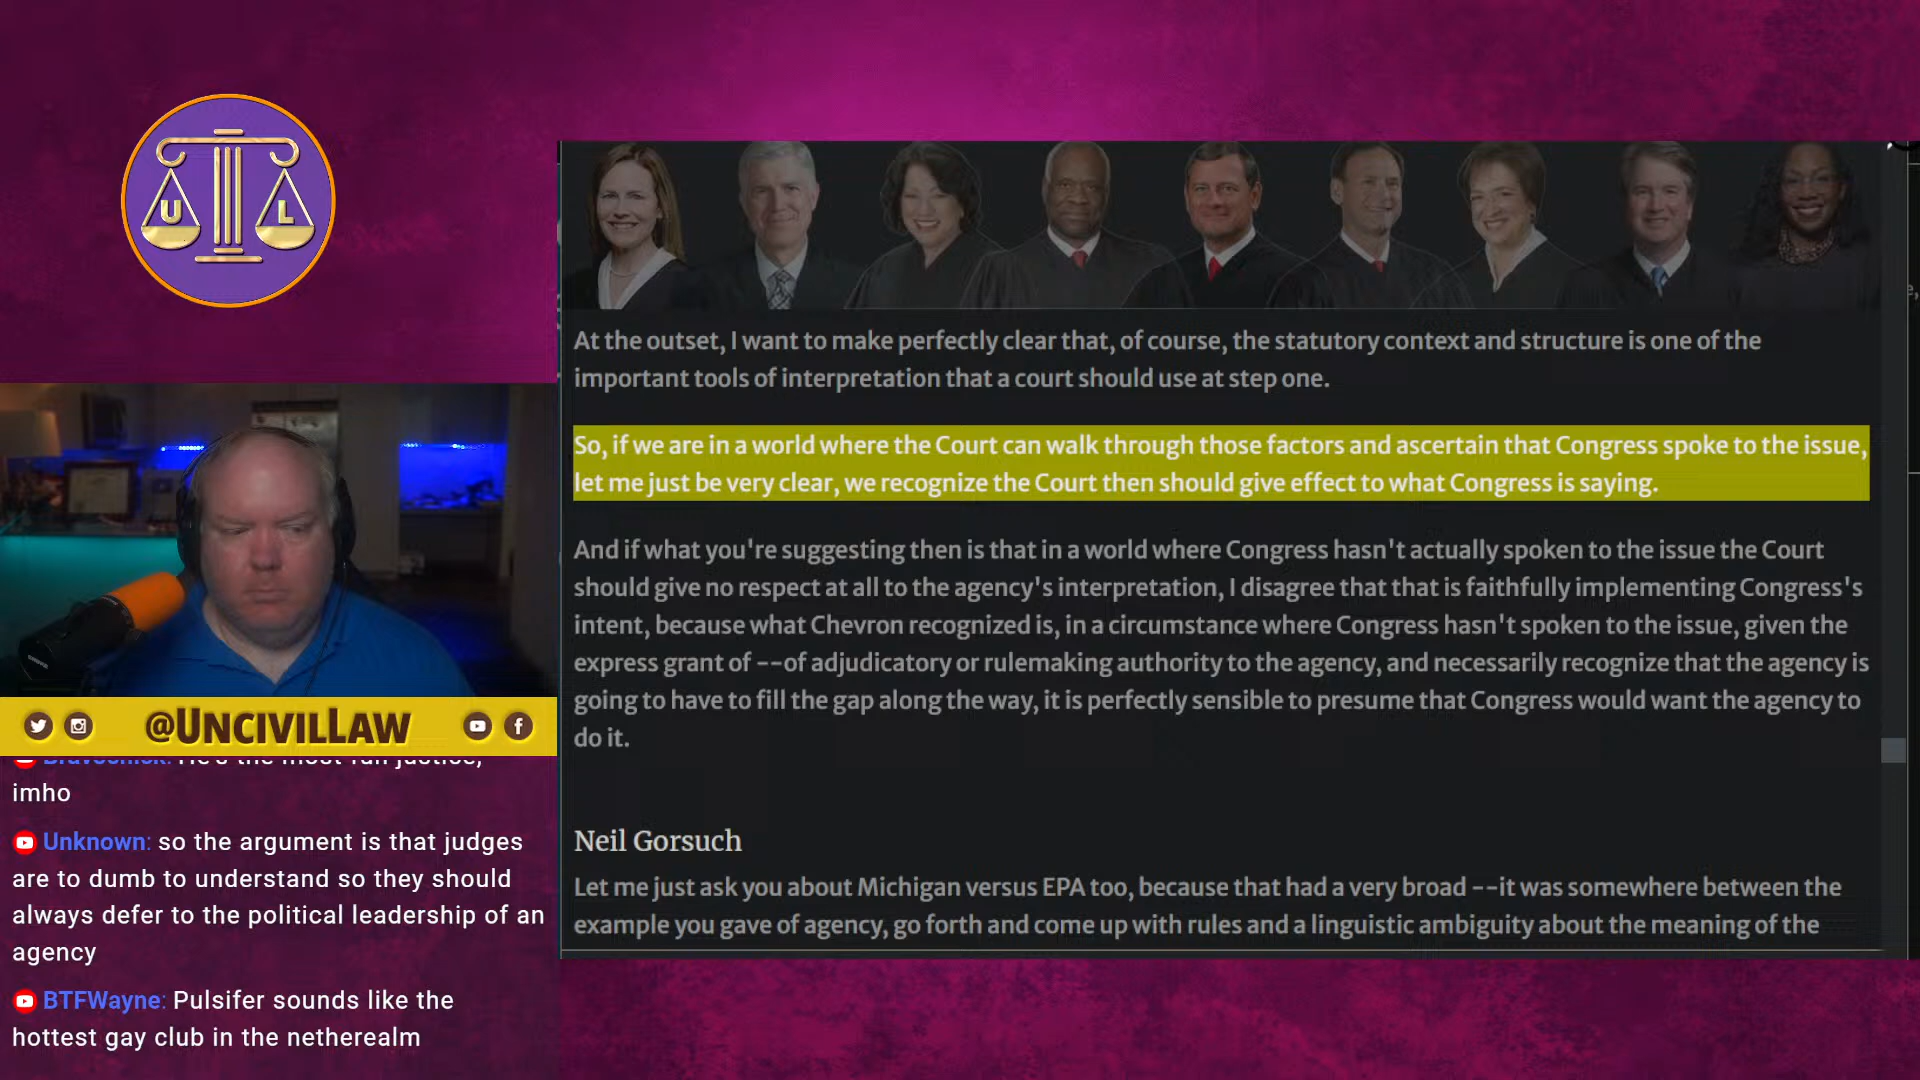 U L
At the outset, I want to make perfectly clear that, of course, the statutory context and structure is one of the
important tools of interpretation that a court should use at step one.
So, if we are in a world where the Court can walk through those factors and ascertain that Congress spoke to the issue,
let me just be very clear, we recognize the Court then should give effect to what Congress is saying.
And if what you're suggesting then is that in a world where Congress hasn't actually spoken to the issue the Court
should give no respect at all to the agency's interpretation, I disagree that that is faithfully implementing Congress's
intent, because what Chevron recognized is, in a circumstance where Congress hasn't spoken to the issue, given the
express grant of --of adjudicatory or rulemaking authority to the agency, and necessarily recognize that the agency is
going to have to fill the gap along the way, it is perfectly sensible to presume that Congress would want the agency to
do it.
Neil Gorsuch
Let me just ask you about Michigan versus EPA too, because that had a very broad --it was somewhere between the
example you gave of agency, go forth and come up with rules and a linguistic ambiguity about the meaning of the
@UNCIVILLAW
He's the most fun justice,
imho
Unknown: so the argument is that judges
are to dumb to understand so they should
always defer to the political leadership of an
agency
BTFWayne: Pulsifer sounds like the
hottest gay club in the netherealm